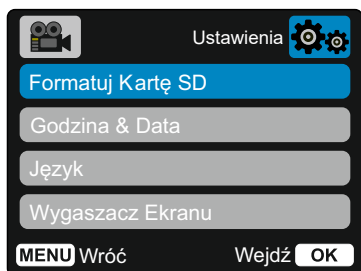 Ustawienia
Formatuj Kartę SD
Godzina & Data
Język
Wygaszacz Ekranu
MENU Wróć Wejdź OK